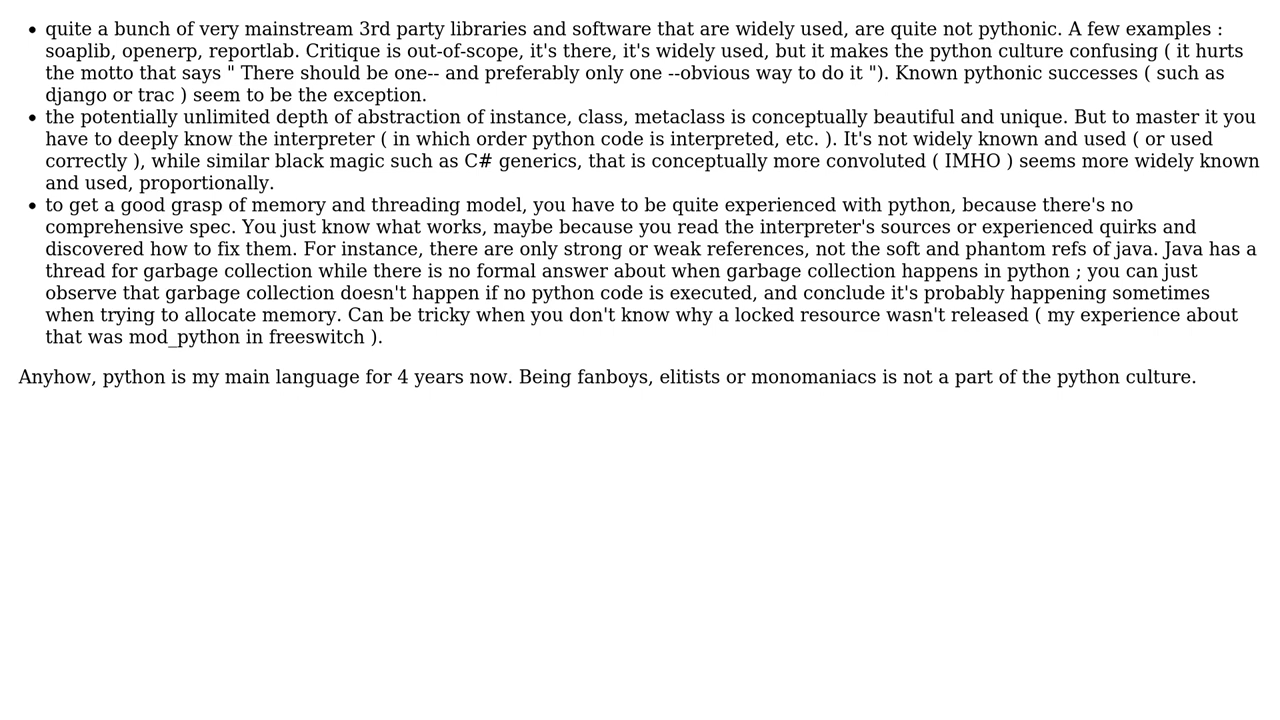 • quite a bunch of very mainstream 3rd party libraries and software that are widely used, are quite not pythonic. A few examples :
soaplib, openerp, reportlab. Critique is out-of-scope, it's there, it's widely used, but it makes the python culture confusing ( it hurts
the motto that says " There should be one-- and preferably only one --obvious way to do it "). Known pythonic successes ( such as
django or trac ) seem to be the exception.
• the potentially unlimited depth of abstraction of instance, class, metaclass is conceptually beautiful and unique. But to master it you
have to deeply know the interpreter ( in which order python code is interpreted, etc. ). It's not widely known and used ( or used
correctly ), while similar black magic such as C# generics, that is conceptually more convoluted ( IMHO ) seems more widely known
and used, proportionally.
• to get a good grasp of memory and threading model, you have to be quite experienced with python, because there's no
comprehensive spec. You just know what works, maybe because you read the interpreter's sources or experienced quirks and
discovered how to fix them. For instance, there are only strong or weak references, not the soft and phantom refs of java. Java has a
thread for garbage collection while there is no formal answer about when garbage collection happens in python ; you can just
observe that garbage collection doesn't happen if no python code is executed, and conclude it's probably happening sometimes
when trying to allocate memory. Can be tricky when you don't know why a locked resource wasn't released ( my experience about
that was mod_python in freeswitch ).
Anyhow, python is my main language for 4 years now. Being fanboys, elitists or monomaniacs is not a part of the python culture.